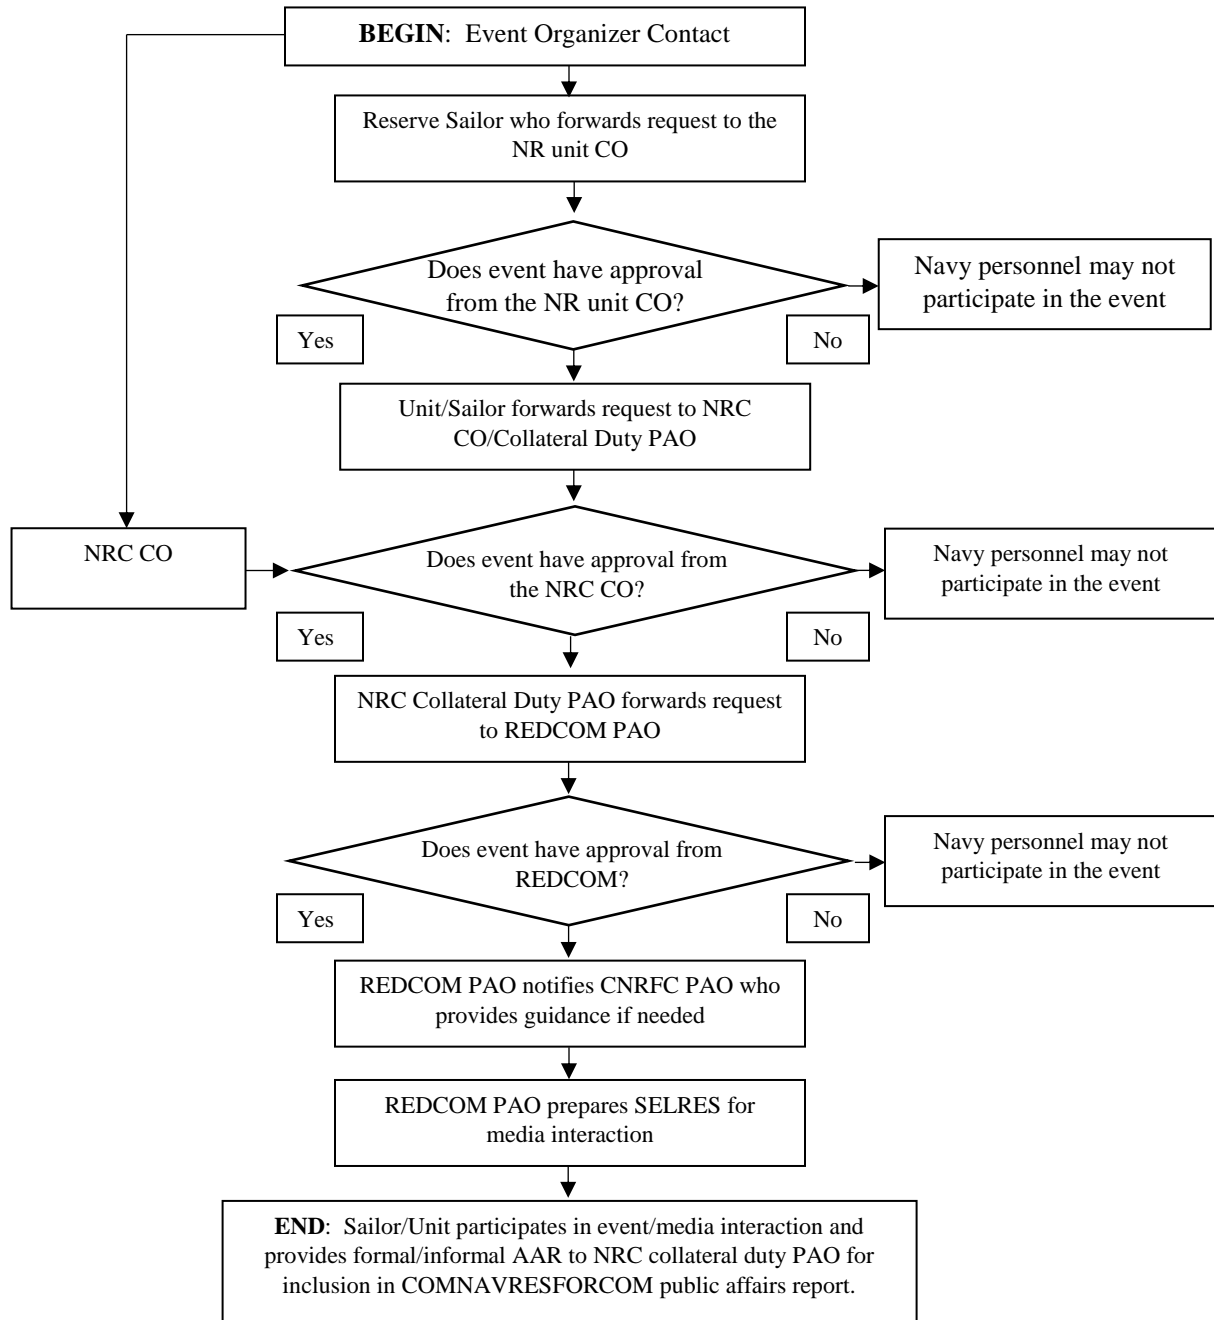 BEGIN: Event Organizer Contact
Reserve Sailor who forwards request to the
NR unit CO
Does event have approval
from the NR unit CO?
Navy personnel may not
participate in the event
Yes
No
Unit/Sailor forwards request to NRC
CO/Collateral Duty PAO
NRC CO
Does event have approval from
the NRC CO?
Navy personnel may not
participate in the event
Yes
No
NRC Collateral Duty PAO forwards request
to REDCOM PAO
Does event have approval from
REDCOM?
Navy personnel may not
participate in the event
Yes
No
REDCOM PAO notifies CNRFC PAO who
provides guidance if needed
REDCOM PAO prepares SELRES for
media interaction
END: Sailor/Unit participates in event/media interaction and
provides formal/informal AAR to NRC collateral duty PAO for
inclusion in COMNAVRESFORCOM public affairs report.